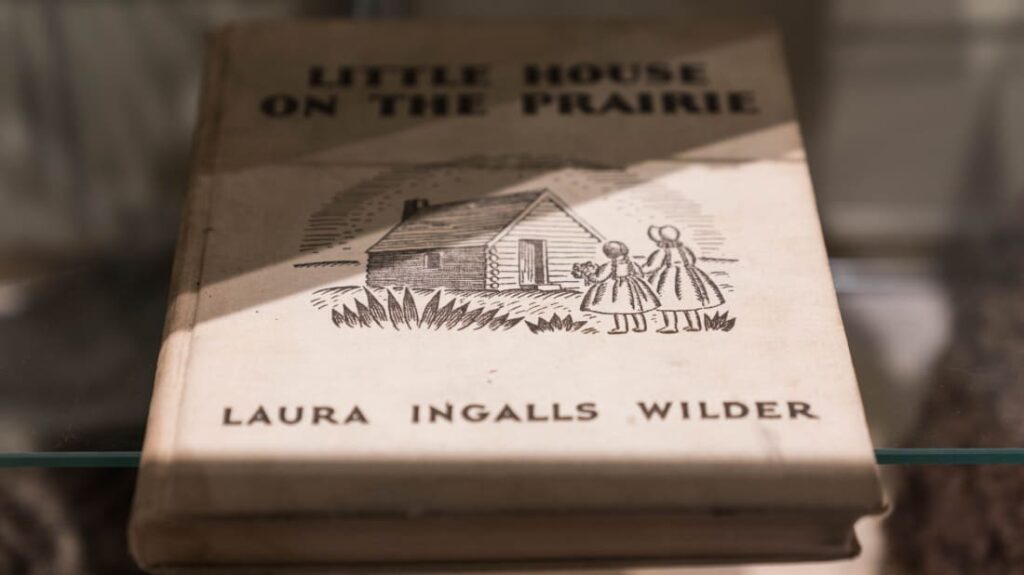 LITTLE HOUSE
ON THE PRAIRIE
LAURA INGALLS WILDER